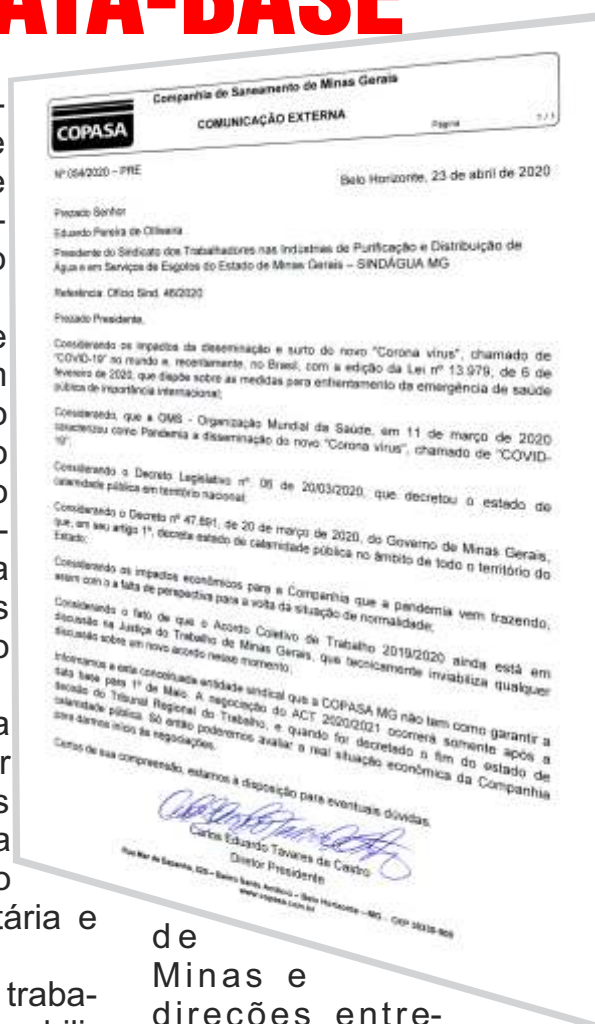 ATA-BASE
COPASA
Companhia de Saneamento de Minas Gerais
COMUNICAÇÃO EXTERNA
Página 1 / 1
Nº 054/2020 – PRE
Belo Horizonte, 23 de abril de 2020
Prezado Senhor
Eduardo Pereira de Oliveira
Presidente do Sindicato dos Trabalhadores nas Indústrias de Purificação e Distribuição de
Água e em Serviços de Esgotos do Estado de Minas Gerais – SINDÁGUA MG
Referência: Ofício Sind. 46/2020
Prezado Presidente,
Considerando os impactos da disseminação e surto do novo "Corona vírus", chamado de
"COVID-19" no mundo e, recentemente, no Brasil, com a edição da Lei nº 13.979, de 6 de
fevereiro de 2020, que dispõe sobre as medidas para enfrentamento da emergência de saúde
pública de importância internacional;
Considerando, que a OMS - Organização Mundial da Saúde, em 11 de março de 2020
caracterizou como Pandemia a disseminação do novo "Corona vírus", chamado de "COVID-
19";
Considerando o Decreto Legislativo nº. 06 de 20/03/2020, que decretou o estado de
calamidade pública em território nacional;
Considerando o Decreto nº 47.891, de 20 de março de 2020, do Governo de Minas Gerais,
que, em seu artigo 1º, decreta estado de calamidade pública no âmbito de todo o território do
Estado;
Considerando os impactos econômicos para a Companhia que a pandemia vem trazendo,
assim com o a falta de perspectiva para a volta da situação de normalidade;
Considerando o fato de que o Acordo Coletivo de Trabalho 2019/2020 ainda está em
discussão na Justiça do Trabalho de Minas Gerais, que tecnicamente inviabiliza qualquer
discussão sobre um novo acordo nesse momento;
Informamos a esta conceituada entidade sindical que a COPASA MG não tem como garantir a
data base para 1º de Maio. A negociação do ACT 2020/2021 ocorrerá somente após a
decisão do Tribunal Regional do Trabalho, e quando for decretado o fim do estado de
calamidade pública. Só então poderemos avaliar a real situação econômica da Companhia
para darmos início às negociações.
Certos de sua compreensão, estamos à disposição para eventuais dúvidas.
Carlos Eduardo Tavares de Castro
Diretor Presidente
Rua Mar de Espanha, 525 – Bairro Santo Antônio – Belo Horizonte – MG - CEP
www.copasa.com.br
tária e
traba-
de
Minas e
direções entre-